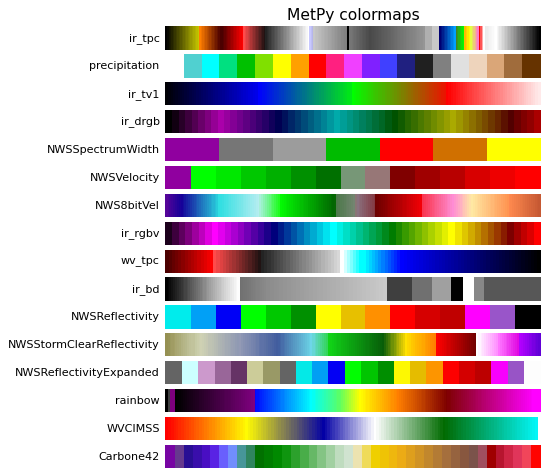 MetPy colormaps
ir_tpc
precipitation
ir_tv1
ir_drgb
NWSSpectrumWidth
NWSVelocity
NWS8bitVel
ir_rgbv
wv_tpc
ir_bd
NWSReflectivity
NWSStormClearReflectivity
NWSReflectivityExpanded
rainbow
WVCIMSS
Carbone42